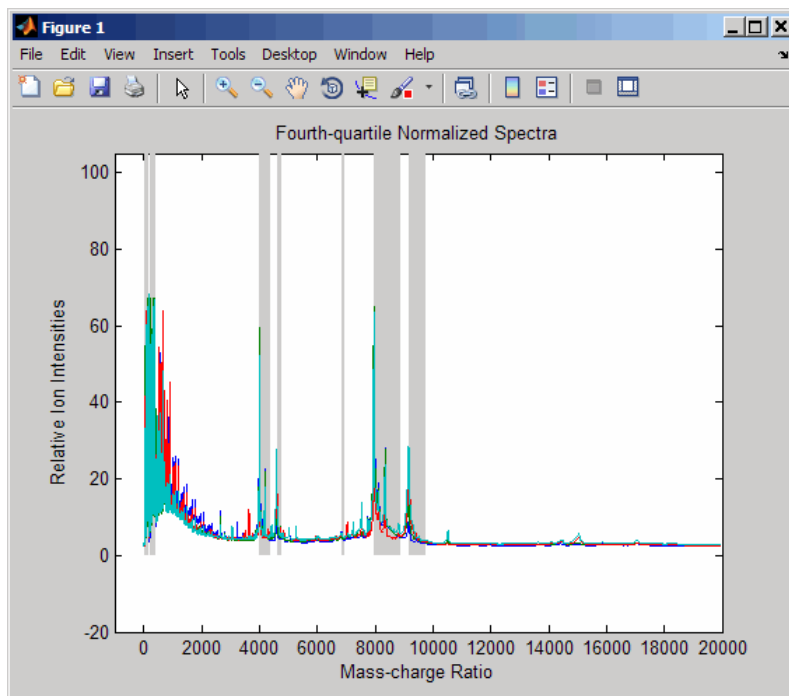 Figure 1
File Edit View Insert Tools Desktop Window Help
Fourth-quartile Normalized Spectra
100
80
60
40
20
0
-20
Relative Ion Intensities
0 2000 4000 6000 8000 10000 12000 14000 16000 18000 20000
Mass-charge Ratio